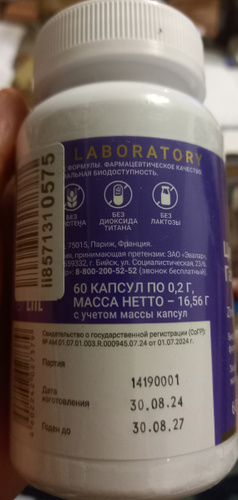 LABORATORY
ФОРМУЛЫ. ФАРМАЦЕВТИЧЕСКОЕ КАЧЕСТВО.
БИОДОСТУПНОСТЬ.
БЕЗ
БЕЗ
ДИОКСИДА
ТИТАНА
БЕЗ
ЛАКТОЗЫ
li8571310575
75015, Париж, Франция.
принимающая претензии: ЗАО «Эвалар»
659332, г. Бийск, ул. Социалистическая, 23/6
8-800-200-52-52 (звонок бесплатный)
60 КАПСУЛ ПО 0,2 Г,
МАССА НЕТТО – 16,56 г
с учетом массы капсул
Свидетельство о государственной регистрации (СоГР):
№ AM.01.07.01.003.R.000945.07.24 от 01.07.2024 г.
Партия
14190001
Дата
изготовления
30.08.24
Годен до
30.08.27